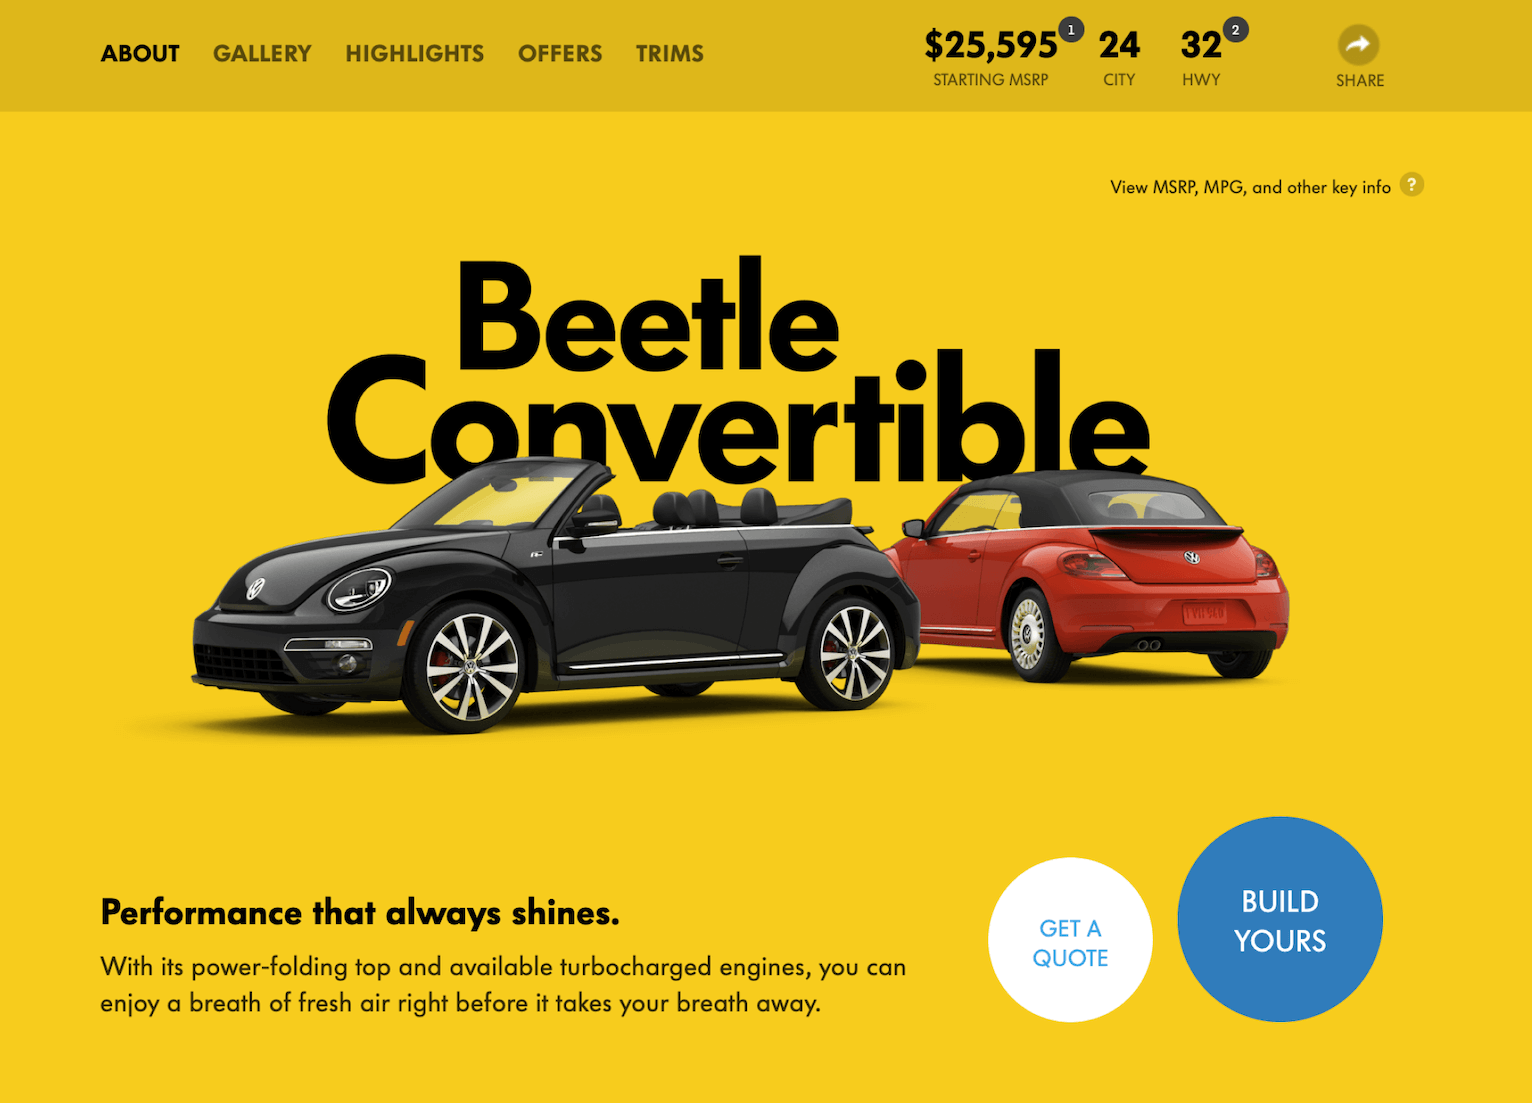 ABOUT GALLERY HIGHLIGHTS OFFERS TRIMS
$25,595 1 24 32 2
STARTING MSRP CITY HWY SHARE
View MSRP, MPG, and other key info ?
Beetle
Convertible
Performance that always shines.
With its power-folding top and available turbocharged engines, you can
enjoy a breath of fresh air right before it takes your breath away.
GET A
QUOTE
BUILD
YOURS